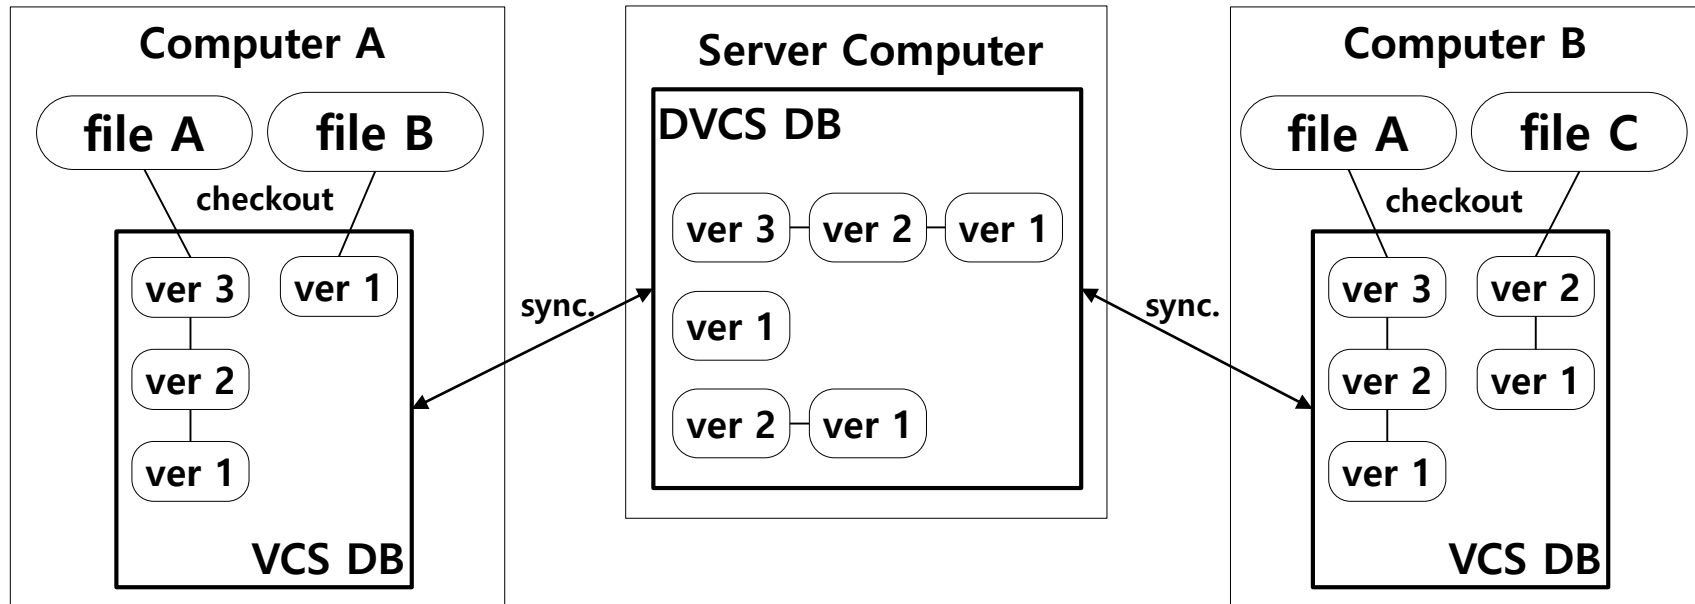 Computer A
file A
file B
checkout
ver 3
ver 1
ver 2
ver 1
VCS DB
sync.
Server Computer
DVCS DB
ver 3
ver 2
ver 1
ver 1
ver 2
ver 1
sync.
Computer B
file A
file C
checkout
ver 3
ver 2
ver 2
ver 1
ver 1
VCS DB